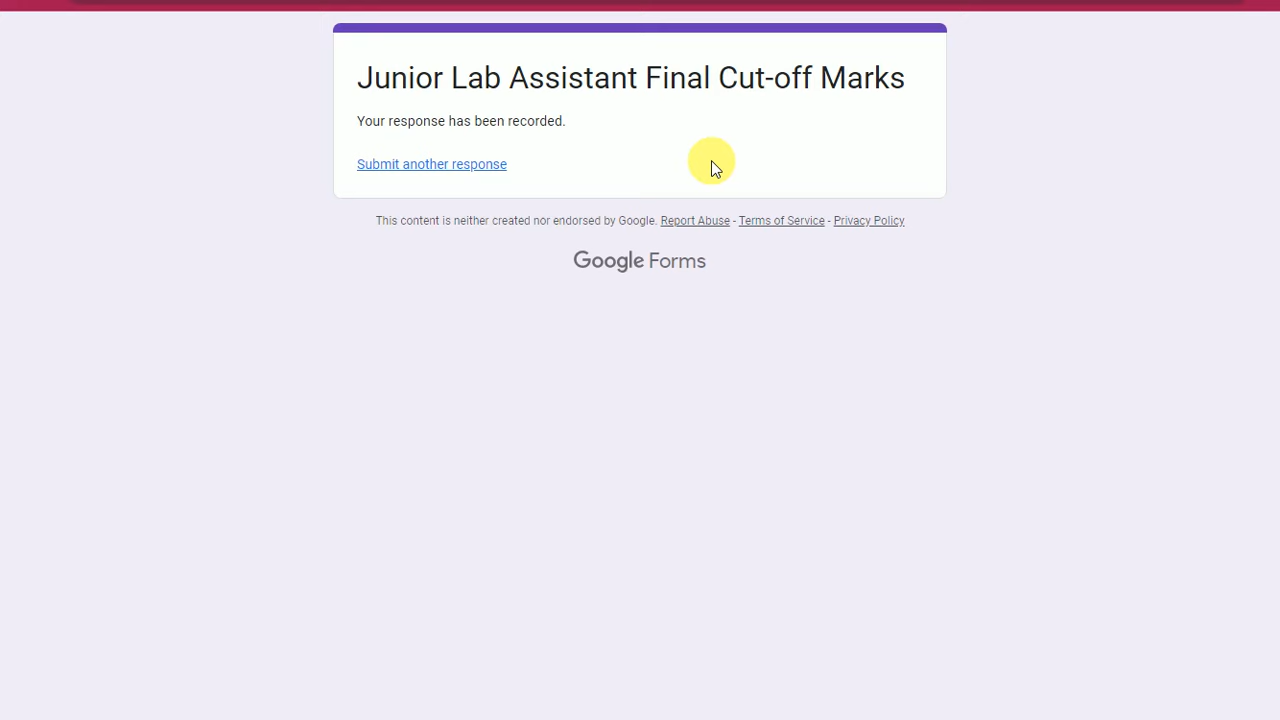 Junior Lab Assistant Final Cut-off Marks
Your response has been recorded.
Submit another response
This content is neither created nor endorsed by Google. Report Abuse - Terms of Service - Privacy Policy
Google Forms